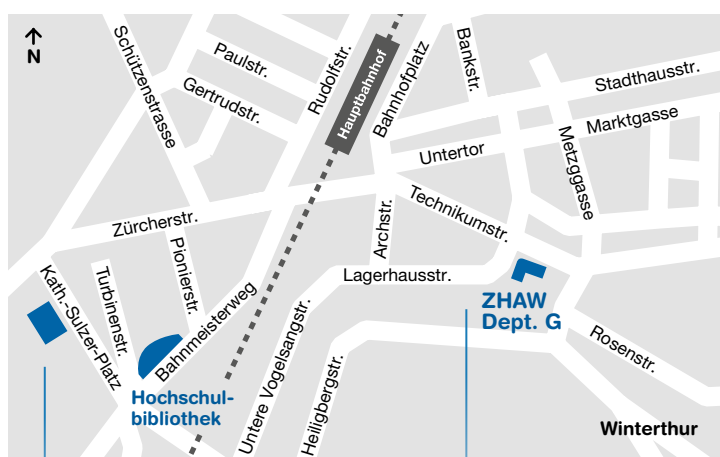 N
Schützenstrasse
Paulstr.
Gertrudstr.
Rudolfstr.
Hauptbahnhof
Bahnhofplatz
Bankstr.
Stadthausstr.
Marktgasse
Untertor
Metzggasse
Technikumstr.
Zürcherstr.
Pionierstr.
Archstr.
Lagerhausstr.
Kath.-Sulzer-Platz
Turbinenstr.
Bahnmeisterweg
ZHAW
Dept. G
Untere Vogelsangstr.
Heiligbergstr.
Rosenstr.
Hochschul-
bibliothek
Winterthur